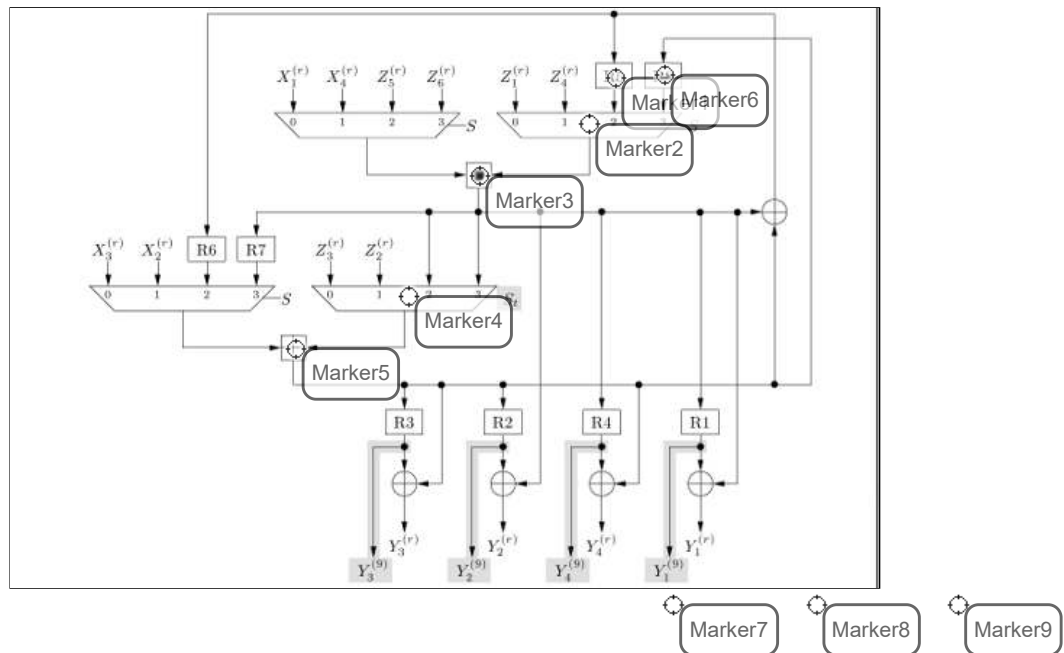 X_1^{(r)} X_4^{(r)} Z_5^{(r)} Z_6^{(r)} Z_1^{(r)} Z_4^{(r)}
Marker6
0 1 2 3 S 0 1 2
Marker2
Marker3
X_3^{(r)} X_2^{(r)} R6 R7 Z_3^{(r)} Z_2^{(r)}
0 1 2 3 S 0 1 2 3
Marker4
Marker5
R3 R2 R4 R1
Y_3^{(r)} Y_2^{(r)} Y_4^{(r)} Y_1^{(r)}
Y_3^{(9)} Y_2^{(9)} Y_4^{(9)} Y_1^{(9)}
Marker7 Marker8 Marker9